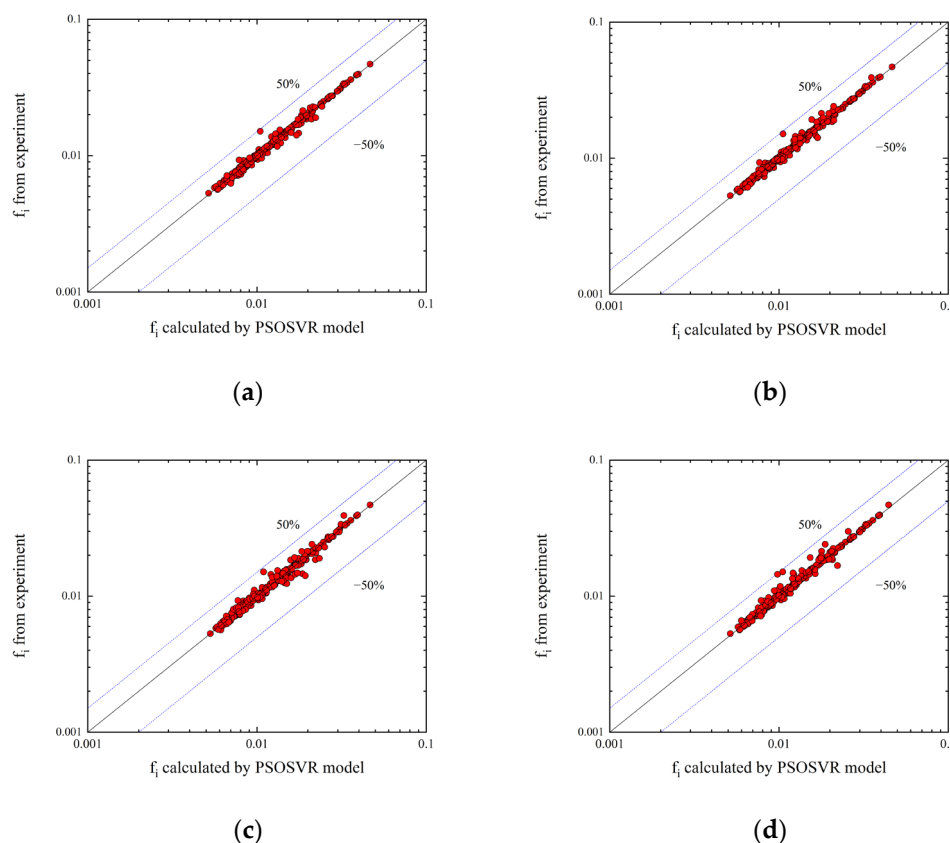 0.1
50%
−50%
0.01
0.001
0.001
0.01
0.1
f_i from experiment
f_i calculated by PSOSVR model
(a)
0.1
50%
−50%
0.01
0.001
0.001
0.01
0.
f_i from experiment
f_i calculated by PSOSVR model
(b)
0.1
50%
−50%
0.01
0.001
0.001
0.01
0.1
f_i from experiment
f_i calculated by PSOSVR model
(c)
0.1
50%
−50%
0.01
0.001
0.001
0.01
0.
f_i from experiment
f_i calculated by PSOSVR model
(d)